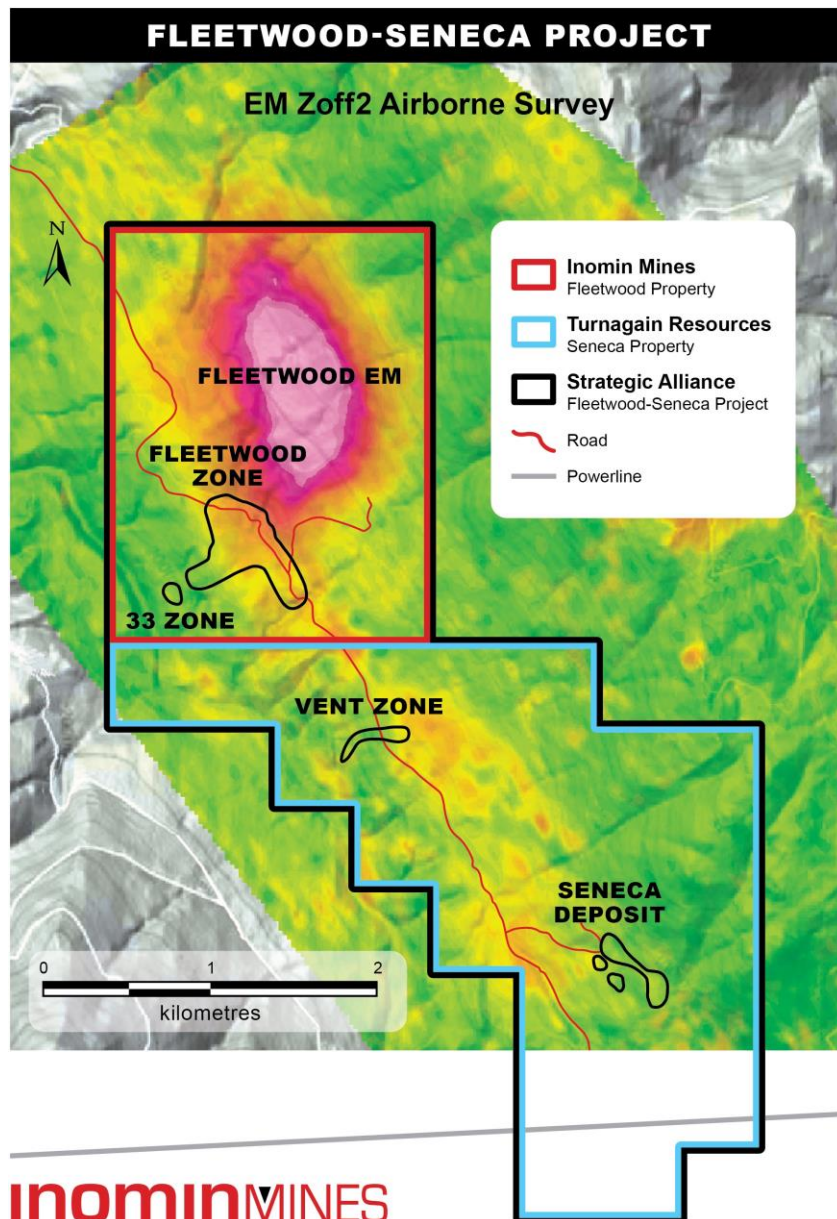 FLEETWOOD-SENECA PROJECT
EM Zoff2 Airborne Survey
N
Inomin Mines
Fleetwood Property
Turnagain Resources
Seneca Property
Strategic Alliance
Fleetwood-Seneca Project
Road
Powerline
FLEETWOOD EM
FLEETWOOD
ZONE
33 ZONE
VENT ZONE
SENECA
DEPOSIT
0 1 2
kilometres
ınomınMINES